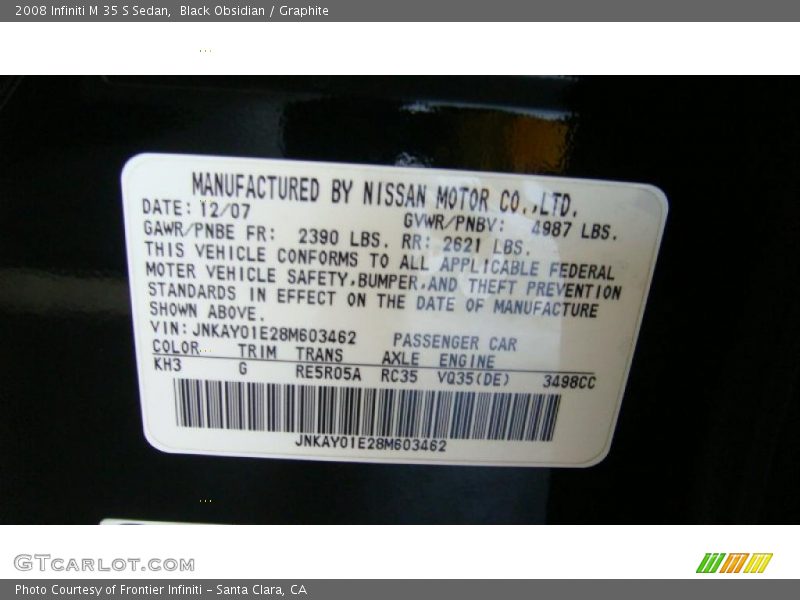 2008 Infiniti M 35 S Sedan,  Black Obsidian / Graphite
MANUFACTURED BY NISSAN MOTOR CO.,LTD.
DATE: 12/07 GVWR/PNBV: 4987 LBS.
GAWR/PNBE FR: 2390 LBS. RR: 2621 LBS.
THIS VEHICLE CONFORMS TO ALL APPLICABLE FEDERAL
MOTER VEHICLE SAFETY,BUMPER,AND THEFT PREVENTION
STANDARDS IN EFFECT ON THE DATE OF MANUFACTURE
SHOWN ABOVE.
VIN: JNKAY01E28M603462 PASSENGER CAR
COLOR TRIM TRANS AXLE ENGINE
KH3 G RE5R05A RC35 VQ35(DE) 3498CC
JNKAY01E28M603462
GTCARLOT.COM
Photo Courtesy of Frontier Infiniti - Santa Clara, CA